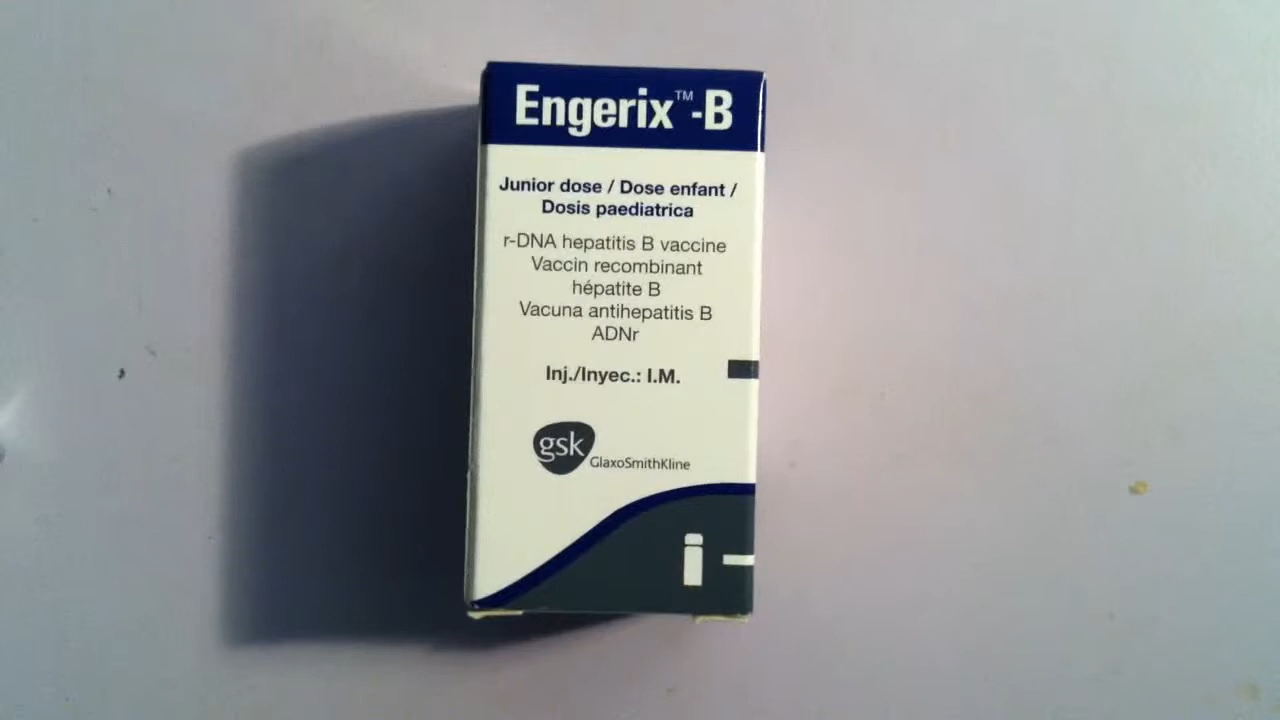 Engerix™-B
Junior dose / Dose enfant /
Dosis paediatrica
r-DNA hepatitis B vaccine
Vaccin recombinant
hépatite B
Vacuna antihepatitis B
ADNr
Inj./Inyec.: I.M.
gsk
GlaxoSmithKline